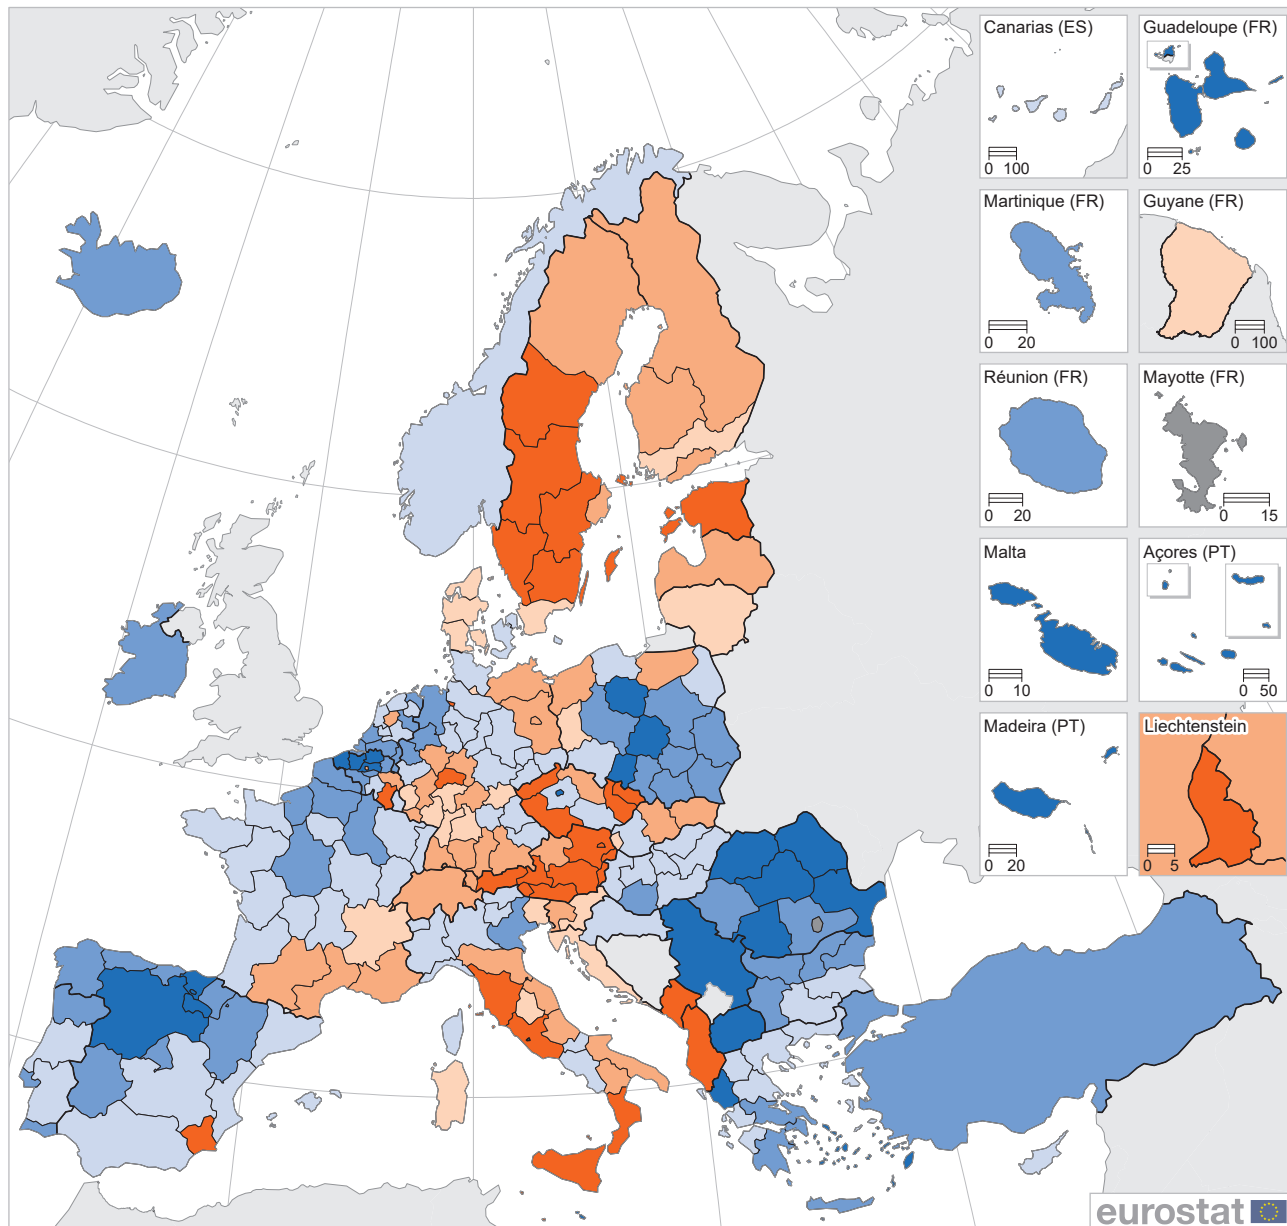 Canarias (ES)
0 100
Guadeloupe (FR)
0 25
Martinique (FR)
0 20
Guyane (FR)
0 100
Réunion (FR)
0 20
Mayotte (FR)
0 15
Malta
0 10
Açores (PT)
0 50
Madeira (PT)
0 20
Liechtenstein
0 5
eurostat